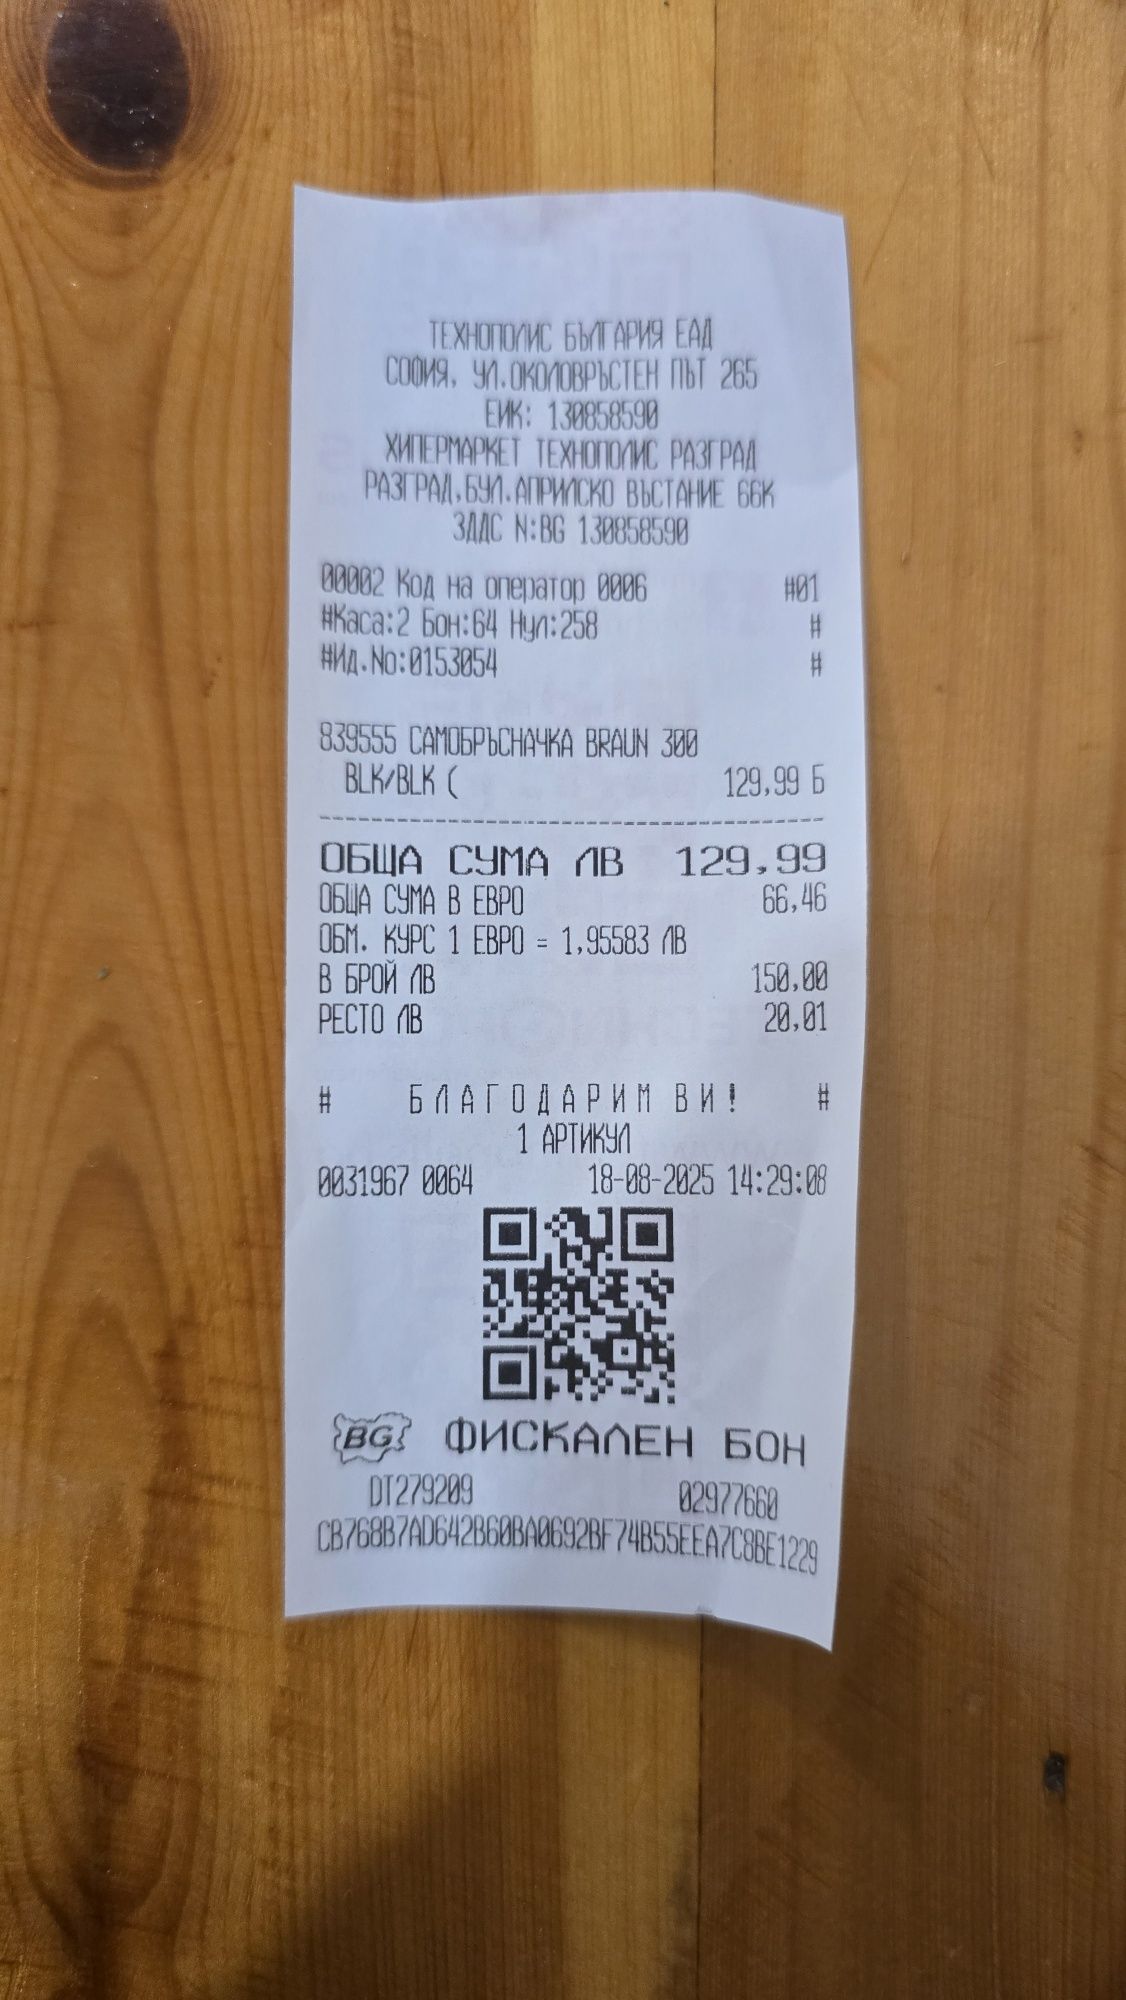 ТЕХНОПОЛИС БЪЛГАРИЯ ЕАД
СОФИЯ, УЛ.ОКОЛОВРЪСТЕН ПЪТ 265
ЕИК: 130858590
ХИПЕРМАРКЕТ ТЕХНОПОЛИС РАЗГРАД
РАЗГРАД,БУЛ.АПРИЛСКО ВЪСТАНИЕ 66К
ЗДДС N:BG 130858590
00002 Код на оператор 0006 #01
#Каса:2 Бон:64 Нул:258 #
#Ид.No:0153054 #
839555 САМОБРЪСНАЧКА BRAUN 300
BLK/BLK ( 129,99 Б
ОБЩА СУМА ЛВ 129,99
ОБЩА СУМА В ЕВРО 66,46
ОБМ. КУРС 1 ЕВРО = 1,95583 ЛВ
В БРОЙ ЛВ 150,00
РЕСТО ЛВ 20,01
# БЛАГОДАРИМ ВИ! #
1 АРТИКУЛ
0031967 0064 18-08-2025 14:29:08
BG ФИСКАЛЕН БОН
DT279209 02977660
CB768B7AD642B60BA0692BF74B55EEA7C8BE1229